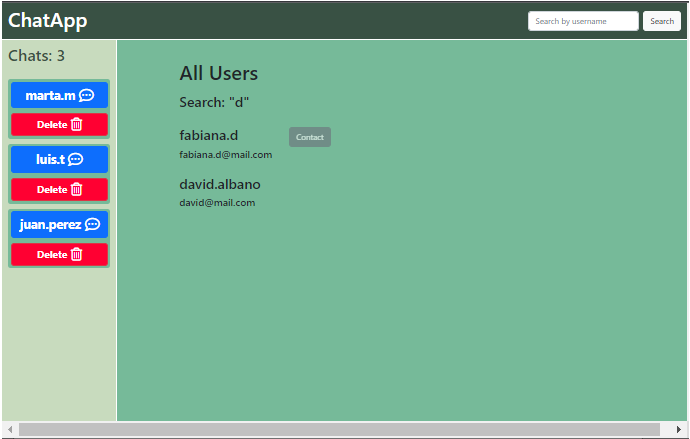 ChatApp
Search by username
Search
Chats: 3
marta.m
Delete
luis.t
Delete
juan.perez
Delete
All Users
Search: "d"
fabiana.d
Contact
fabiana.d@mail.com
david.albano
david@mail.com